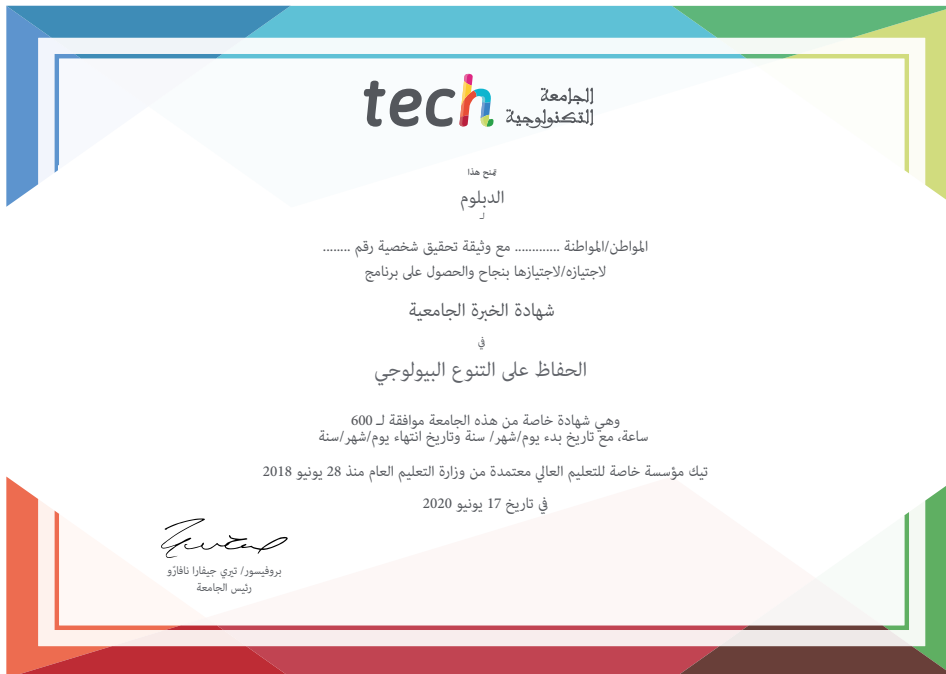 tech الجامعة
التكنولوجية
يمنح هذا
الدبلوم
لـ
المواطن/المواطنة ............ مع وثيقة تحقيق شخصية رقم ........
لاجتيازه/لاجتيازها بنجاح والحصول على برنامج
شهادة الخبرة الجامعية
في
الحفاظ على التنوع البيولوجي
وهي شهادة خاصة من هذه الجامعة موافقة لـ 600
ساعة، مع تاريخ بدء يوم/شهر/ سنة وتاريخ انتهاء يوم/شهر/سنة
تيك مؤسسة خاصة للتعليم العالي معتمدة من وزارة التعليم العام منذ 28 يونيو 2018
في تاريخ 17 يونيو 2020
بروفيسور/ تيري جيفارا نافارّو
رئيس الجامعة